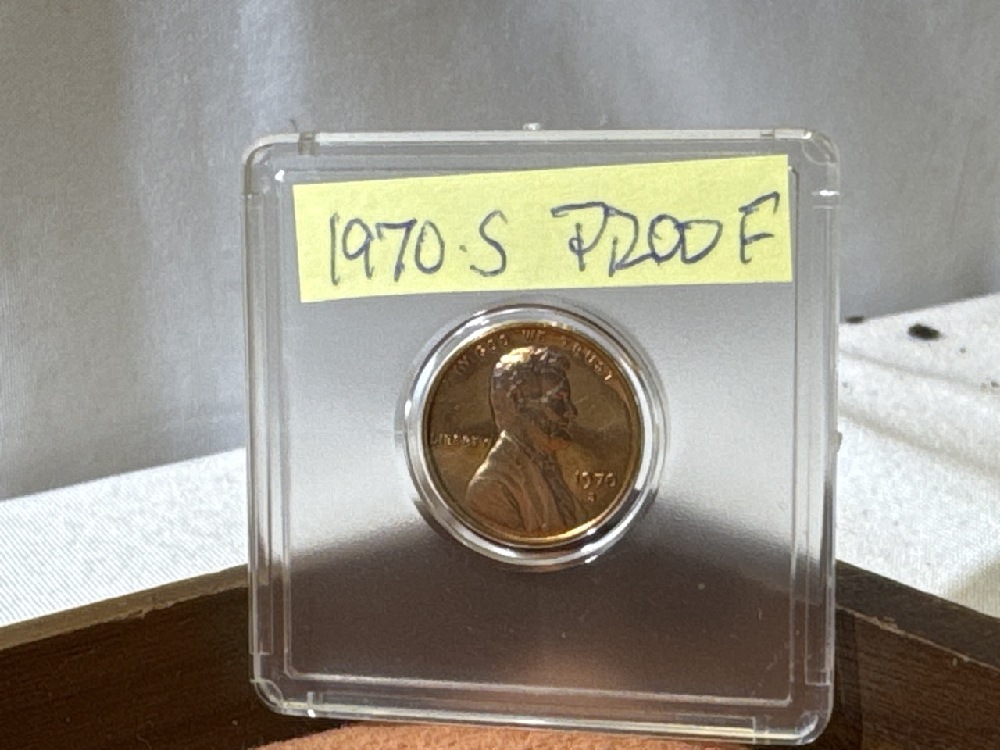 1970-S PROOF
IN GOD WE TRUST
LIBERTY
1970
S